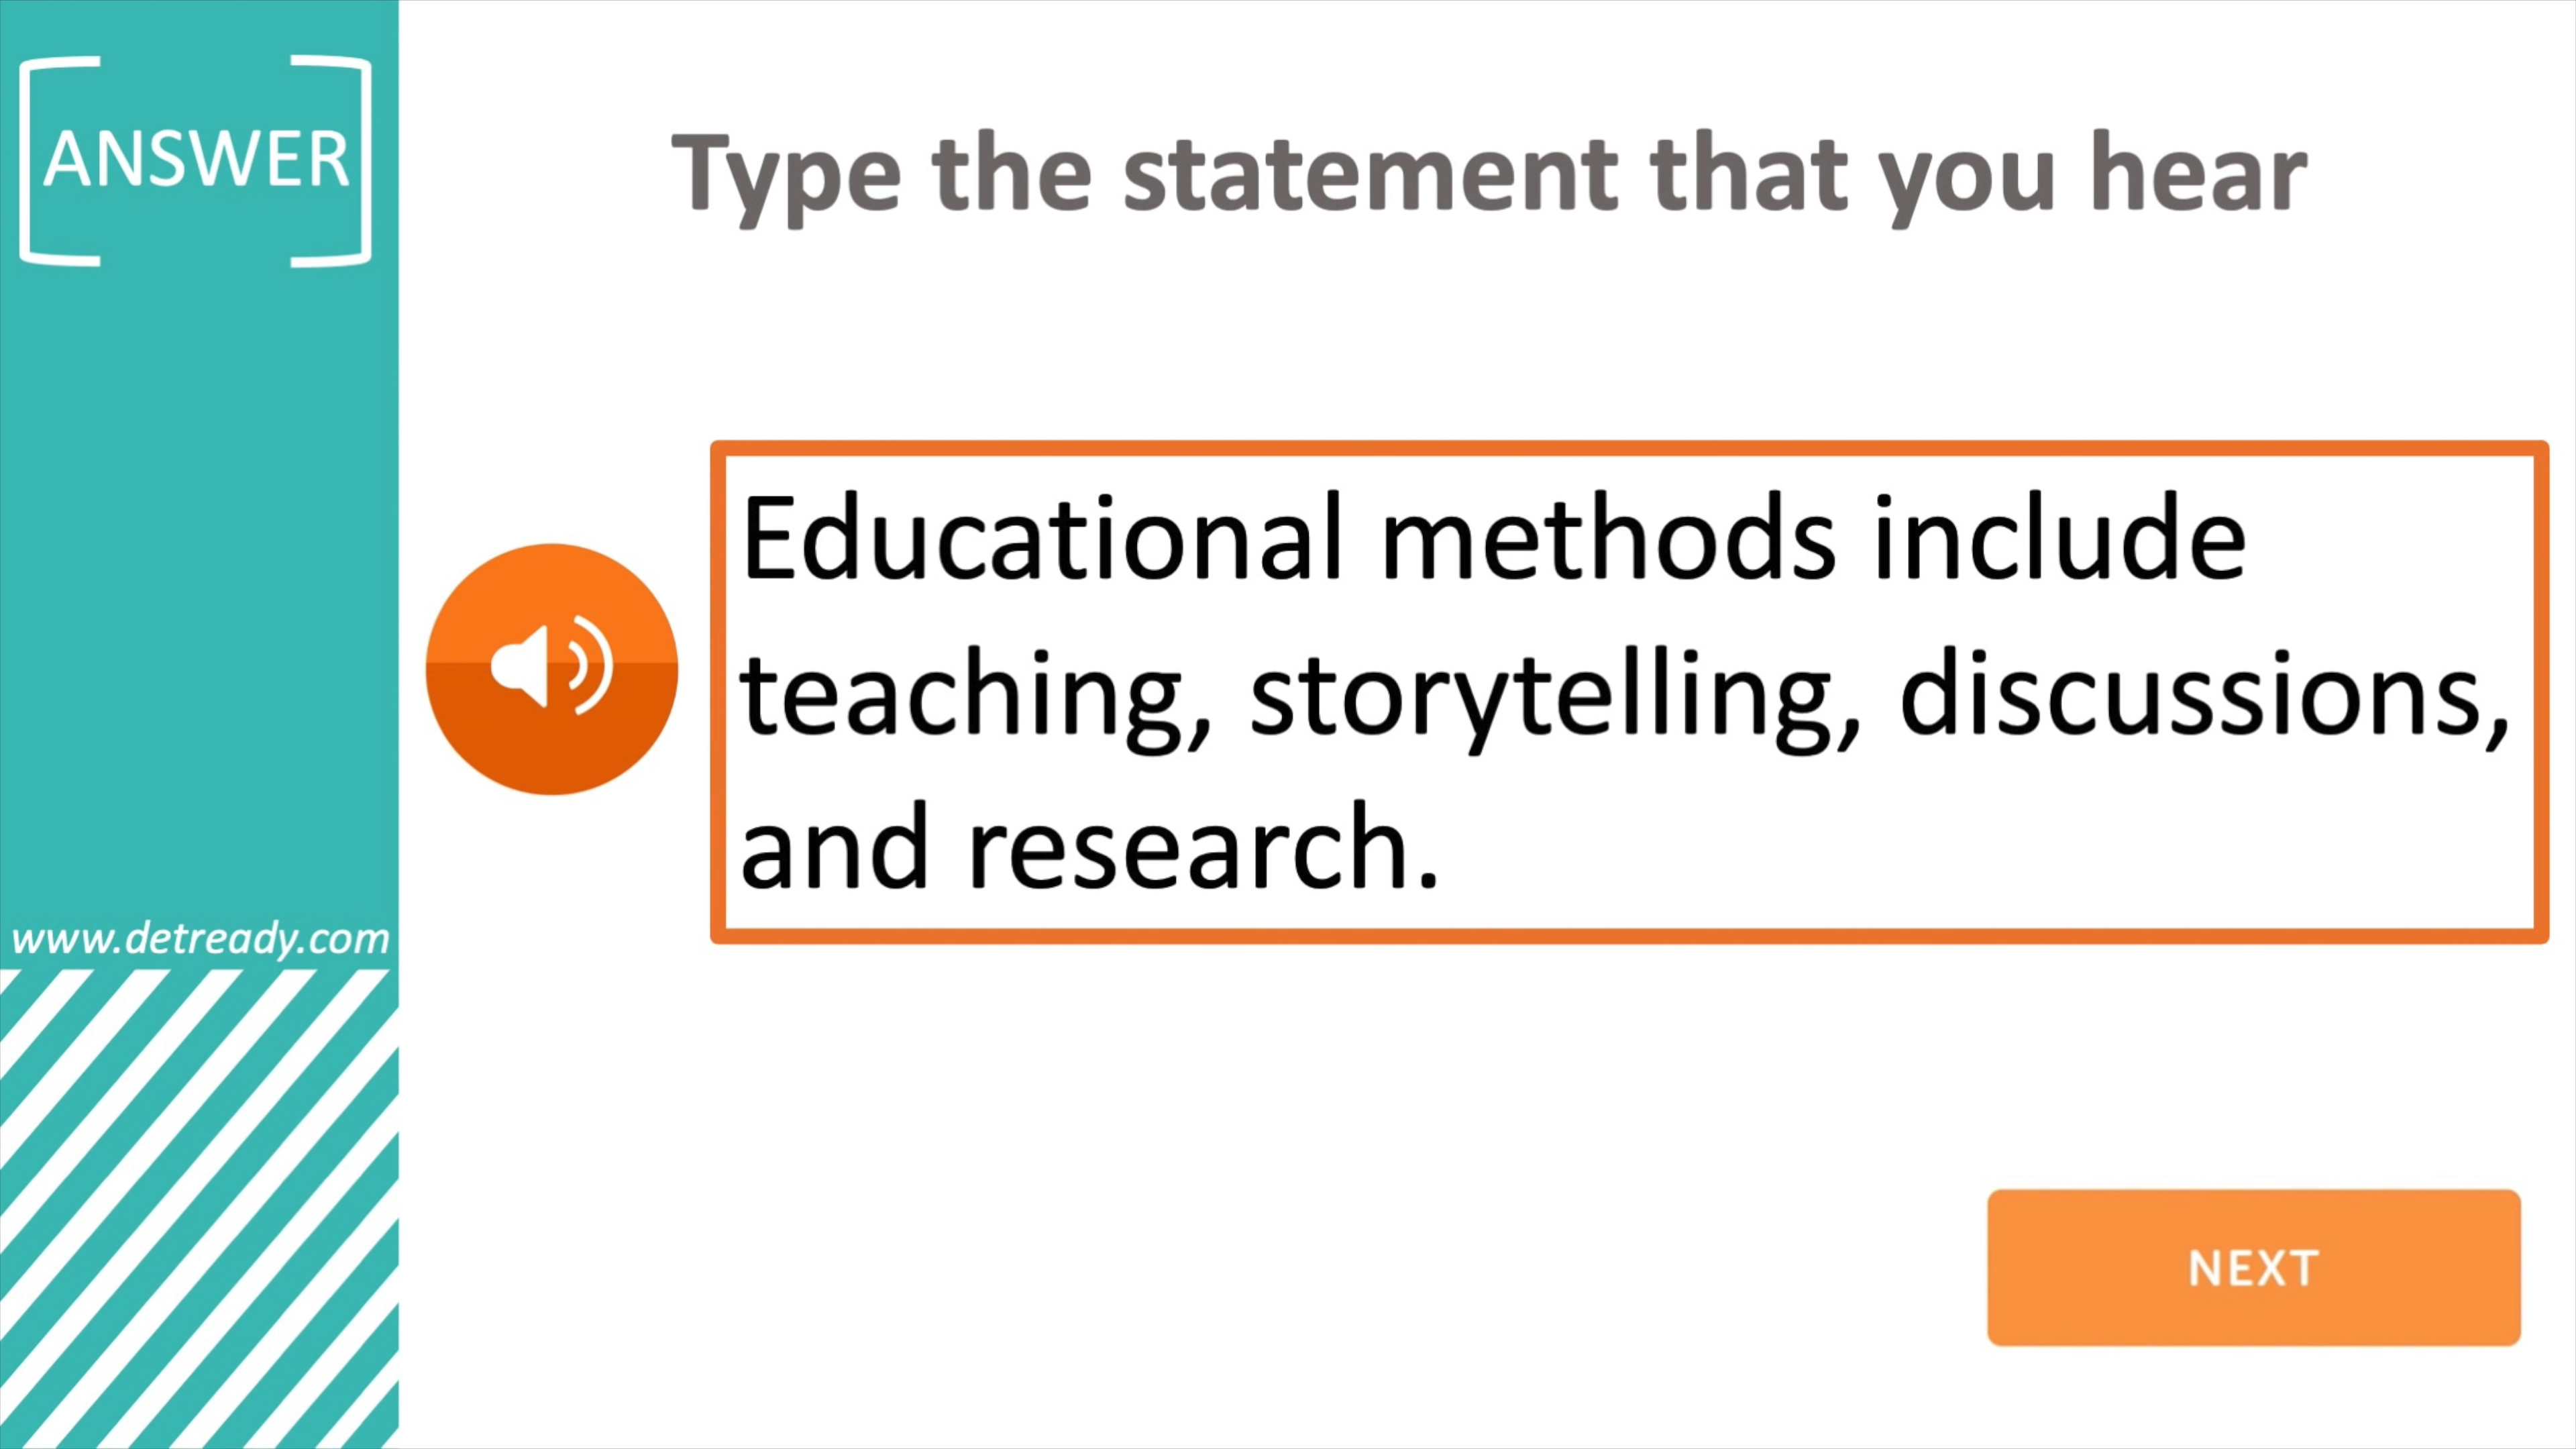 ANSWER
Type the statement that you hear
Educational methods include
teaching, storytelling, discussions,
and research.
www.detready.com
NEXT